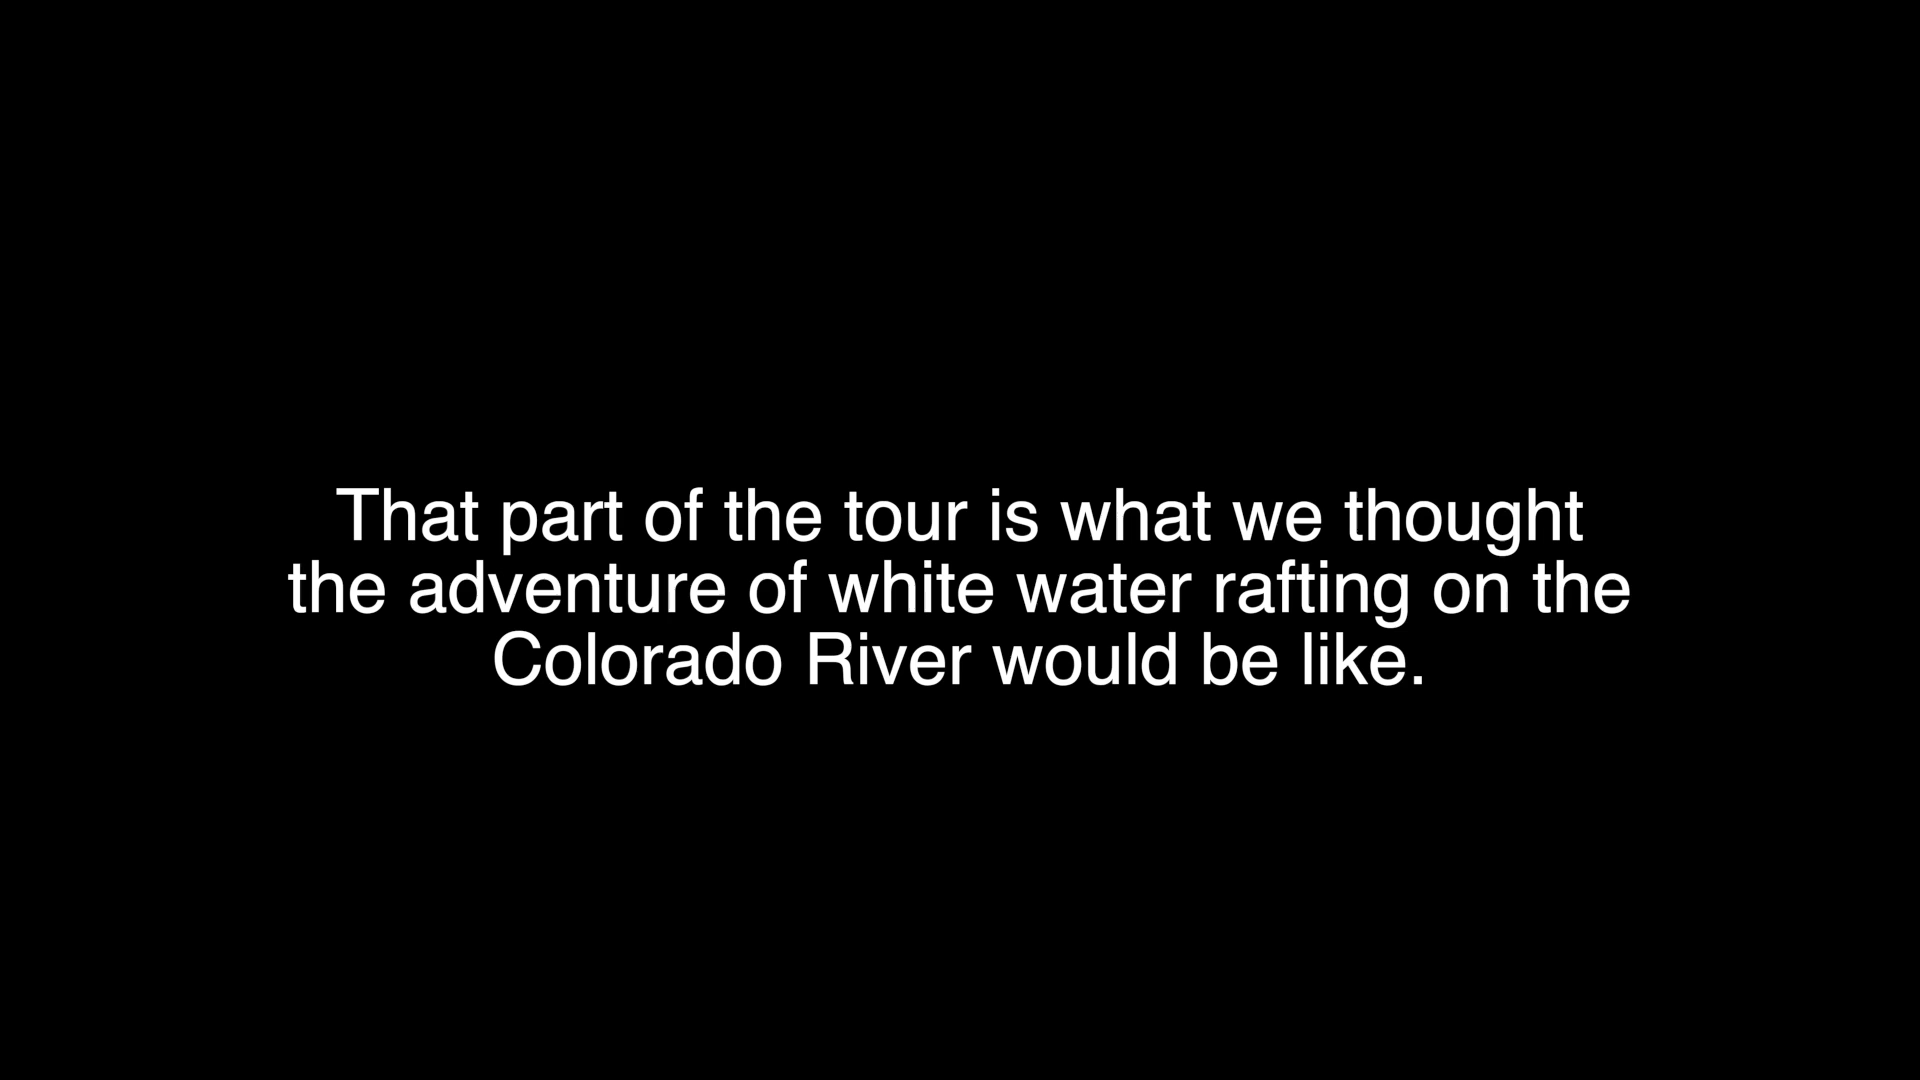 That part of the tour is what we thought
the adventure of white water rafting on the
Colorado River would be like.